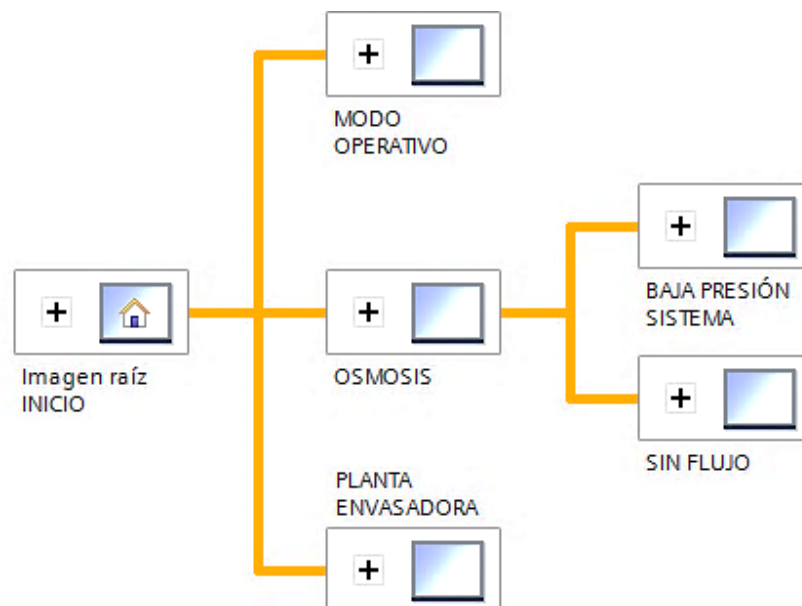 MODO
OPERATIVO
Imagen raíz
INICIO
OSMOSIS
BAJA PRESIÓN
SISTEMA
SIN FLUJO
PLANTA
ENVASADORA